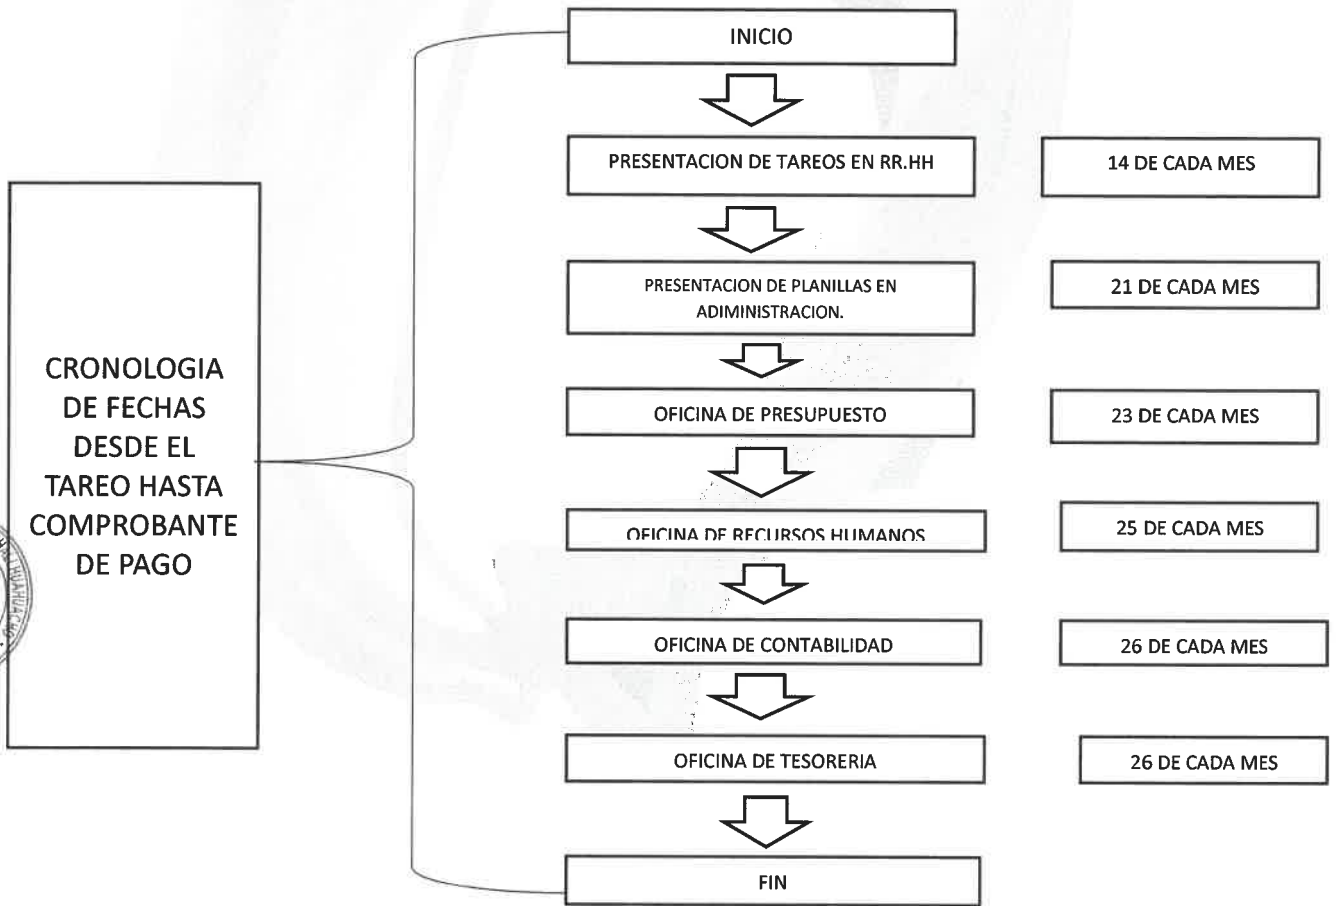 INICIO
PRESENTACION DE TAREOS EN RR.HH
14 DE CADA MES
PRESENTACION DE PLANILLAS EN
ADIMINISTRACION.
21 DE CADA MES
CRONOLOGIA
DE FECHAS
DESDE EL
TAREO HASTA
COMPROBANTE
DE PAGO
OFICINA DE PRESUPUESTO
23 DE CADA MES
OFICINA DE RECURSOS HUMANOS
25 DE CADA MES
OFICINA DE CONTABILIDAD
26 DE CADA MES
OFICINA DE TESORERIA
26 DE CADA MES
FIN